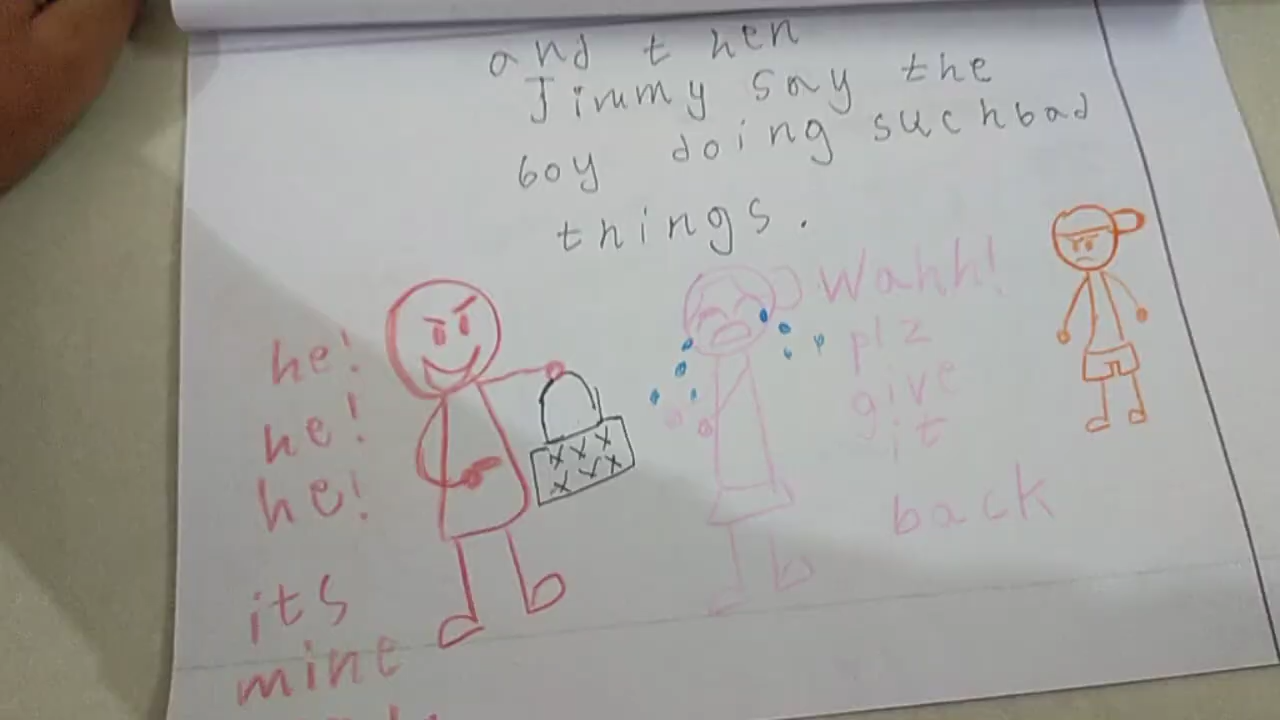 and then
Jimmy say the
boy doing suchbad
things.
he!
he!
he!
its
mine
Wahh!
plz
give
it
back